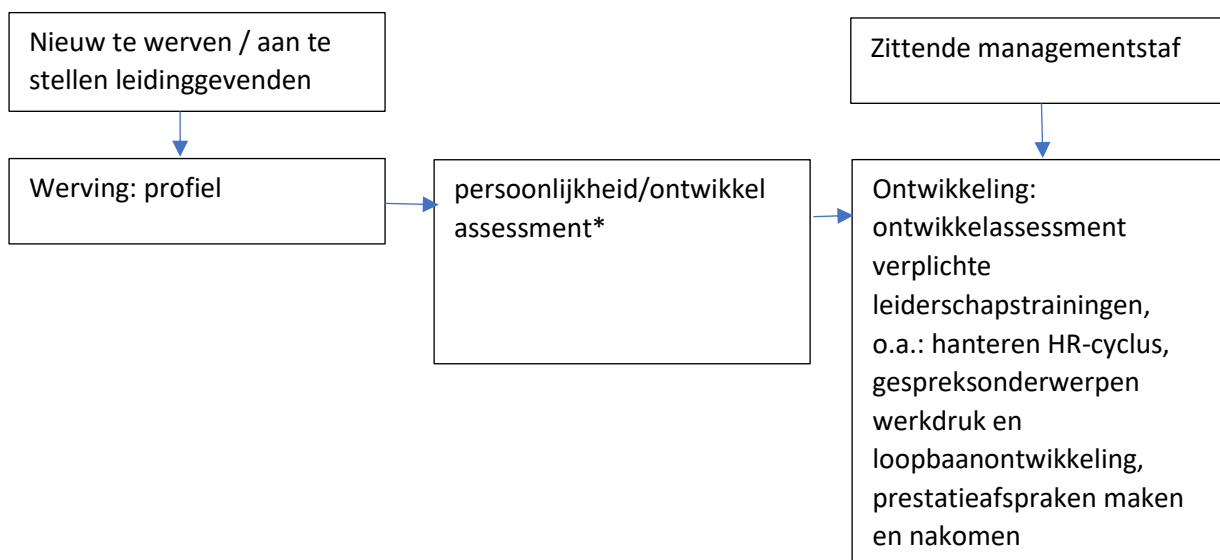 Nieuw te werven / aan te
stellen leidinggevenden
Zittende managementstaf
Werving: profiel
persoonlijkheid/ontwikkel
assessment*
Ontwikkeling:
ontwikkelassessment
verplichte
leiderschapstrainingen,
o.a.: hanteren HR-cyclus,
gespreksonderwerpen
werkdruk en
loopbaanontwikkeling,
prestatieafspraken maken
en nakomen